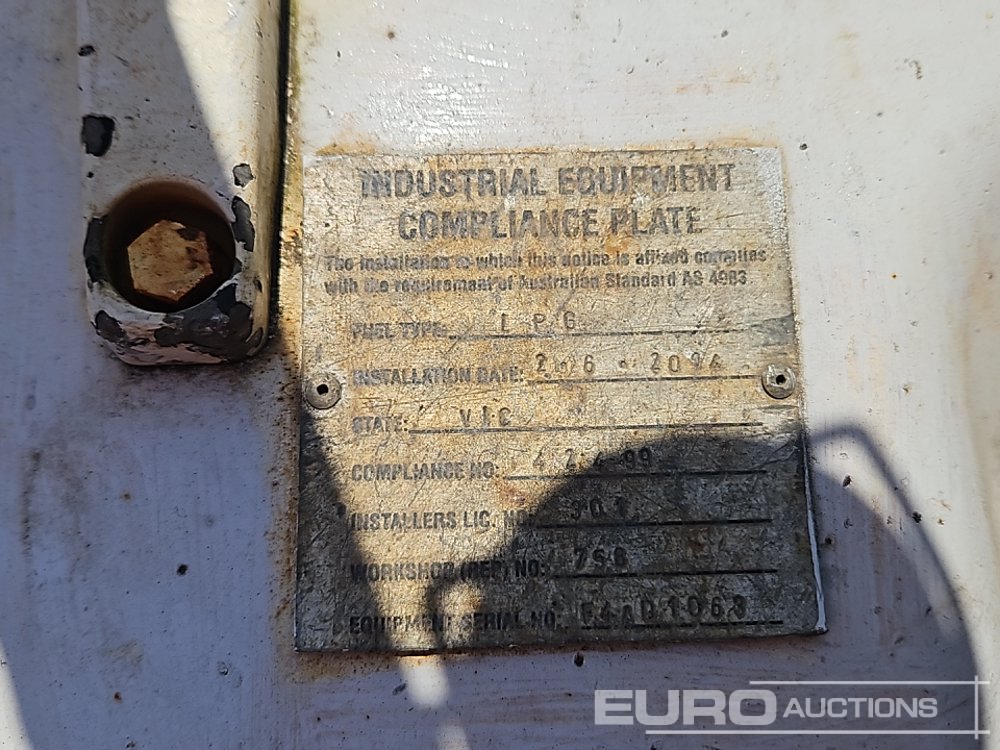 INDUSTRIAL EQUIPMENT
COMPLIANCE PLATE
The installation to which this notice is affixed complies
with the requirement of Australian Standard AS 4983
FUEL TYPE: LPG
INSTALLATION DATE:
STATE: VIC
COMPLIANCE NO:
INSTALLERS LIC. NO:
WORKSHOP (REF) NO:
EQUIPMENT SERIAL NO:
EURO AUCTIONS